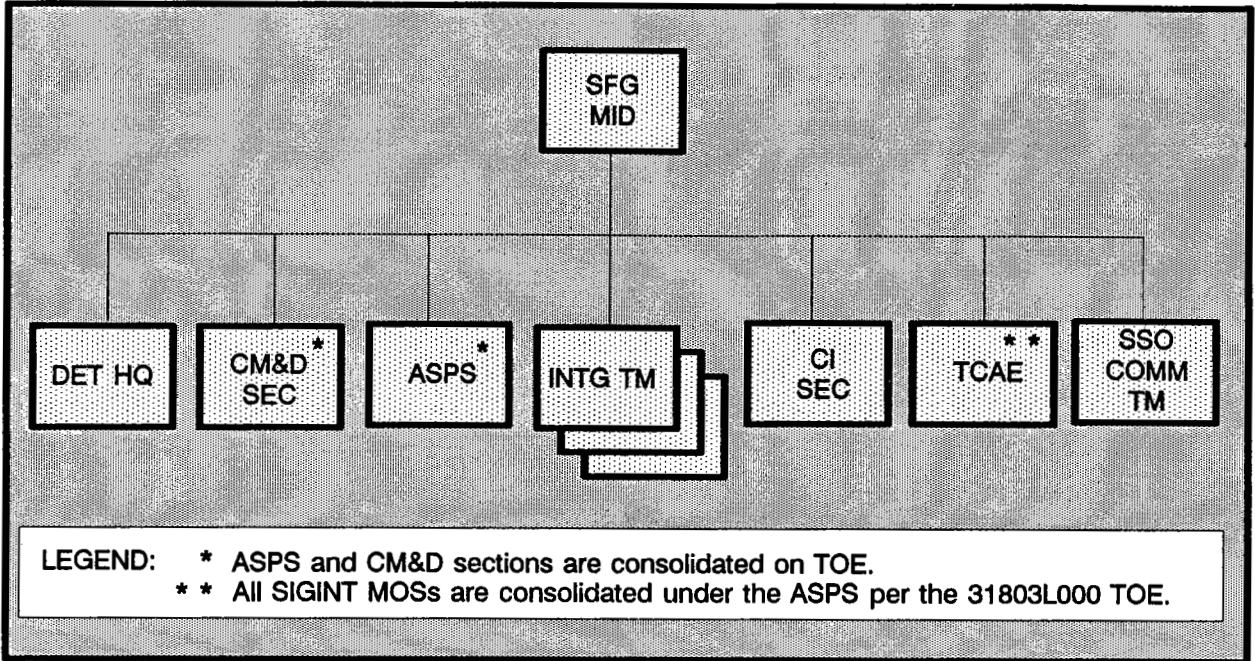 SFG
MID
DET HQ
CM&D *
SEC
ASPS *
INTG TM
CI
SEC
TCAE * *
SSO
COMM
TM
LEGEND: * ASPS and CM&D sections are consolidated on TOE.
* * All SIGINT MOSs are consolidated under the ASPS per the 31803L000 TOE.